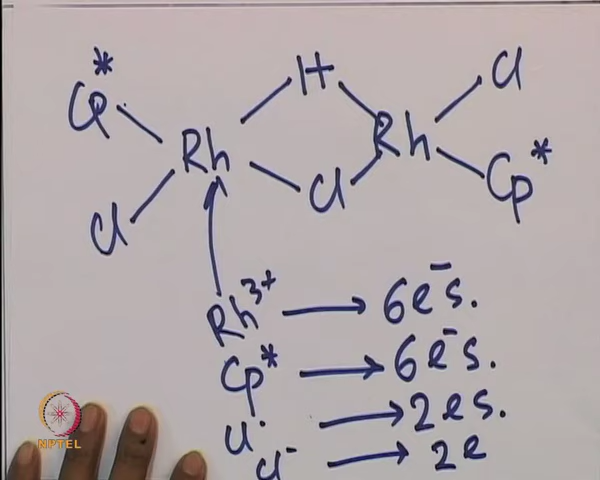 Cp* H Cl
Rh Rh
Cl Cl Cp*
Rh3+ → 6e-s.
Cp* → 6e-s.
Cl- → 2es.
Cl- → 2e
NPTEL